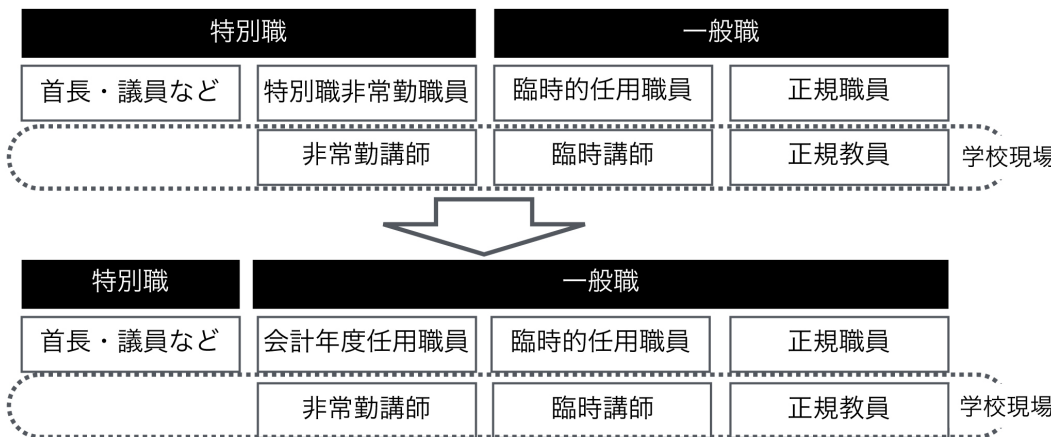 特別職 一般職
首長・議員など 特別職非常勤職員 臨時的任用職員 正規職員
非常勤講師 臨時講師 正規教員 学校現場
特別職 一般職
首長・議員など 会計年度任用職員 臨時的任用職員 正規職員
非常勤講師 臨時講師 正規教員 学校現場